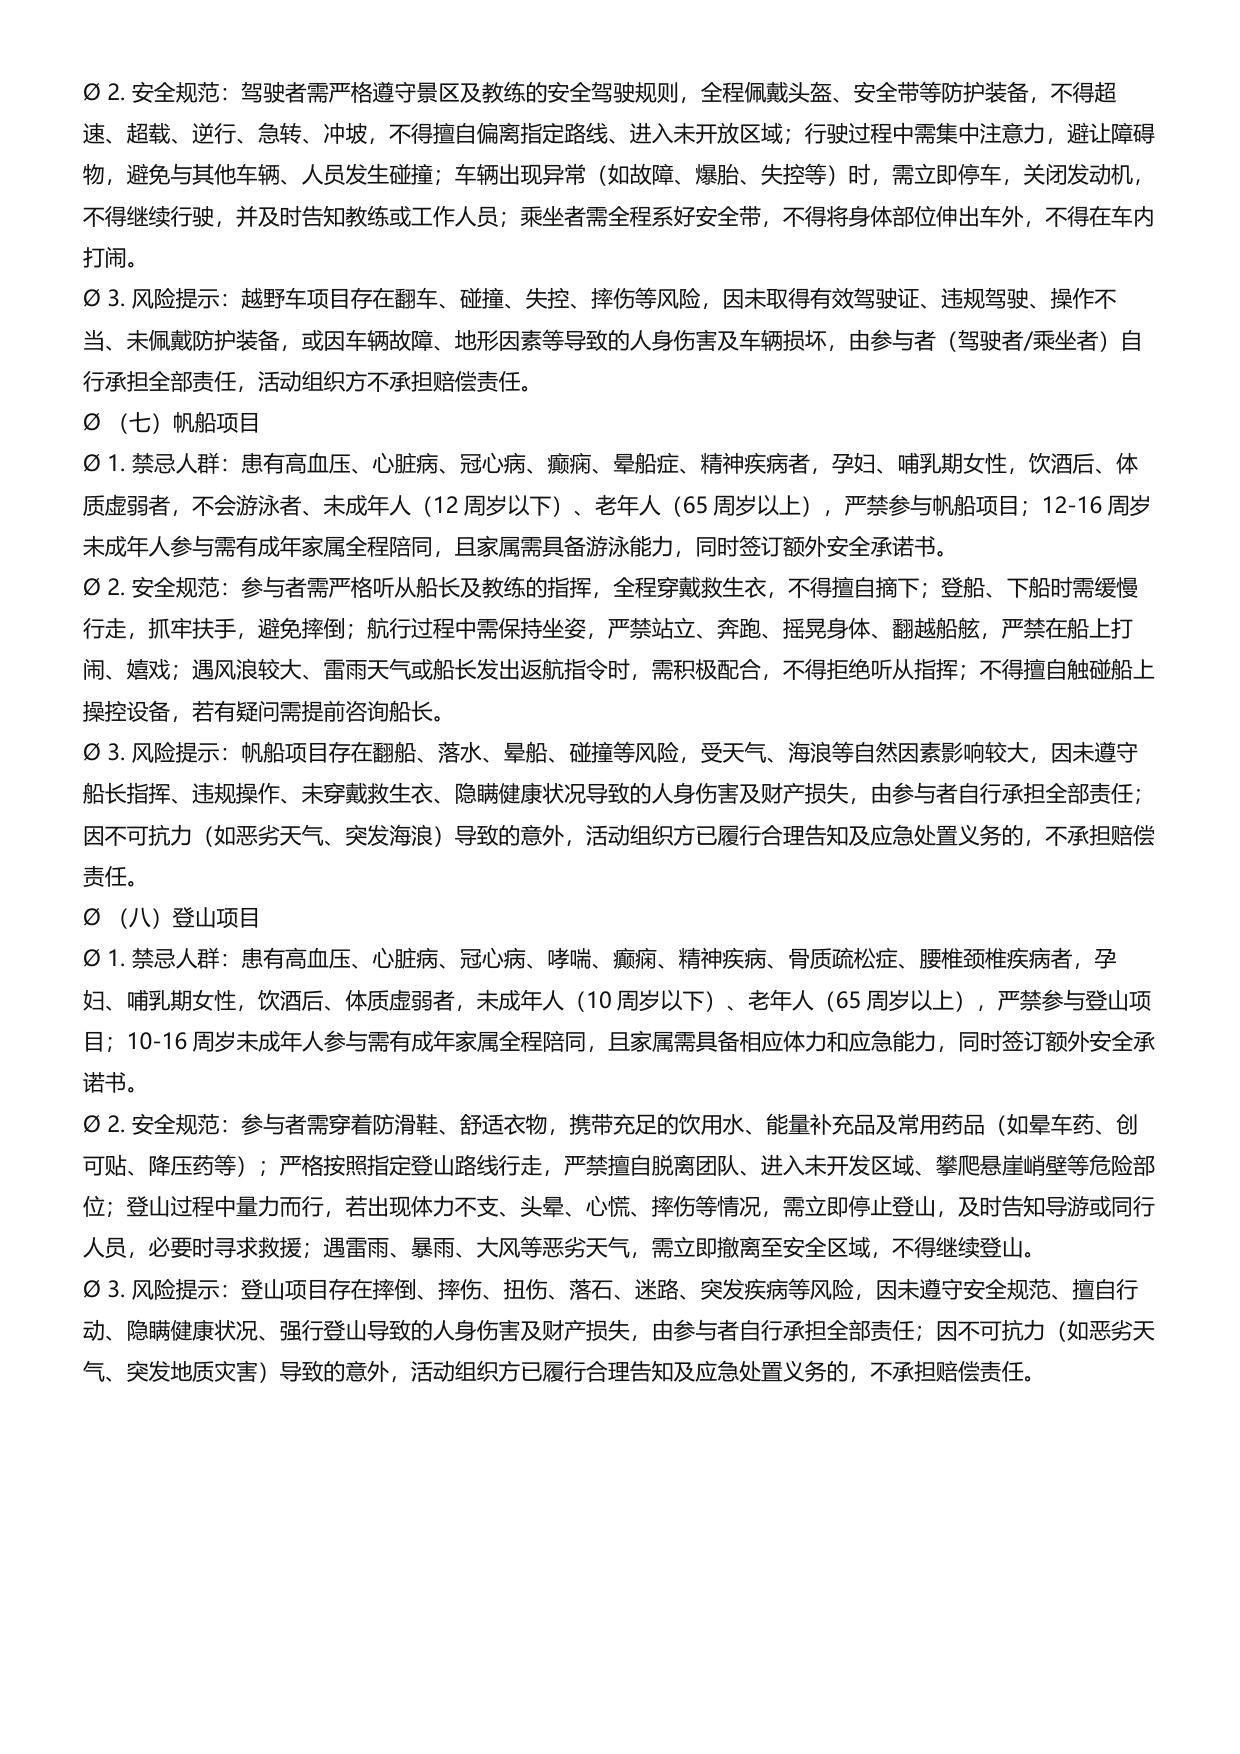 Ø 2. 安全规范：驾驶者需严格遵守景区及教练的安全驾驶规则，全程佩戴头盔、安全带等防护装备，不得超
速、超载、逆行、急转、冲坡，不得擅自偏离指定路线、进入未开放区域；行驶过程中需集中注意力，避让障碍
物，避免与其他车辆、人员发生碰撞；车辆出现异常（如故障、爆胎、失控等）时，需立即停车，关闭发动机，
不得继续行驶，并及时告知教练或工作人员；乘坐者需全程系好安全带，不得将身体部位伸出车外，不得在车内
打闹。
Ø 3. 风险提示：越野车项目存在翻车、碰撞、失控、摔伤等风险，因未取得有效驾驶证、违规驾驶、操作不
当、未佩戴防护装备，或因车辆故障、地形因素等导致的人身伤害及车辆损坏，由参与者（驾驶者/乘坐者）自
行承担全部责任，活动组织方不承担赔偿责任。
Ø （七）帆船项目
Ø 1. 禁忌人群：患有高血压、心脏病、冠心病、癫痫、晕船症、精神疾病者，孕妇、哺乳期女性，饮酒后、体
质虚弱者，不会游泳者、未成年人（12 周岁以下）、老年人（65 周岁以上），严禁参与帆船项目；12-16 周岁
未成年人参与需有成年家属全程陪同，且家属需具备游泳能力，同时签订额外安全承诺书。
Ø 2. 安全规范：参与者需严格听从船长及教练的指挥，全程穿戴救生衣，不得擅自摘下；登船、下船时需缓慢
行走，抓牢扶手，避免摔倒；航行过程中需保持坐姿，严禁站立、奔跑、摇晃身体、翻越船舷，严禁在船上打
闹、嬉戏；遇风浪较大、雷雨天气或船长发出返航指令时，需积极配合，不得拒绝听从指挥；不得擅自触碰船上
操控设备，若有疑问需提前咨询船长。
Ø 3. 风险提示：帆船项目存在翻船、落水、晕船、碰撞等风险，受天气、海浪等自然因素影响较大，因未遵守
船长指挥、违规操作、未穿戴救生衣、隐瞒健康状况导致的人身伤害及财产损失，由参与者自行承担全部责任；
因不可抗力（如恶劣天气、突发海浪）导致的意外，活动组织方已履行合理告知及应急处置义务的，不承担赔偿
责任。
Ø （八）登山项目
Ø 1. 禁忌人群：患有高血压、心脏病、冠心病、哮喘、癫痫、精神疾病、骨质疏松症、腰椎颈椎疾病者，孕
妇、哺乳期女性，饮酒后、体质虚弱者，未成年人（10 周岁以下）、老年人（65 周岁以上），严禁参与登山项
目；10-16 周岁未成年人参与需有成年家属全程陪同，且家属需具备相应体力和应急能力，同时签订额外安全承
诺书。
Ø 2. 安全规范：参与者需穿着防滑鞋、舒适衣物，携带充足的饮用水、能量补充品及常用药品（如晕车药、创
可贴、降压药等）；严格按照指定登山路线行走，严禁擅自脱离团队、进入未开发区域、攀爬悬崖峭壁等危险部
位；登山过程中量力而行，若出现体力不支、头晕、心慌、摔伤等情况，需立即停止登山，及时告知导游或同行
人员，必要时寻求救援；遇雷雨、暴雨、大风等恶劣天气，需立即撤离至安全区域，不得继续登山。
Ø 3. 风险提示：登山项目存在摔倒、摔伤、扭伤、落石、迷路、突发疾病等风险，因未遵守安全规范、擅自行
动、隐瞒健康状况、强行登山导致的人身伤害及财产损失，由参与者自行承担全部责任；因不可抗力（如恶劣天
气、突发地质灾害）导致的意外，活动组织方已履行合理告知及应急处置义务的，不承担赔偿责任。